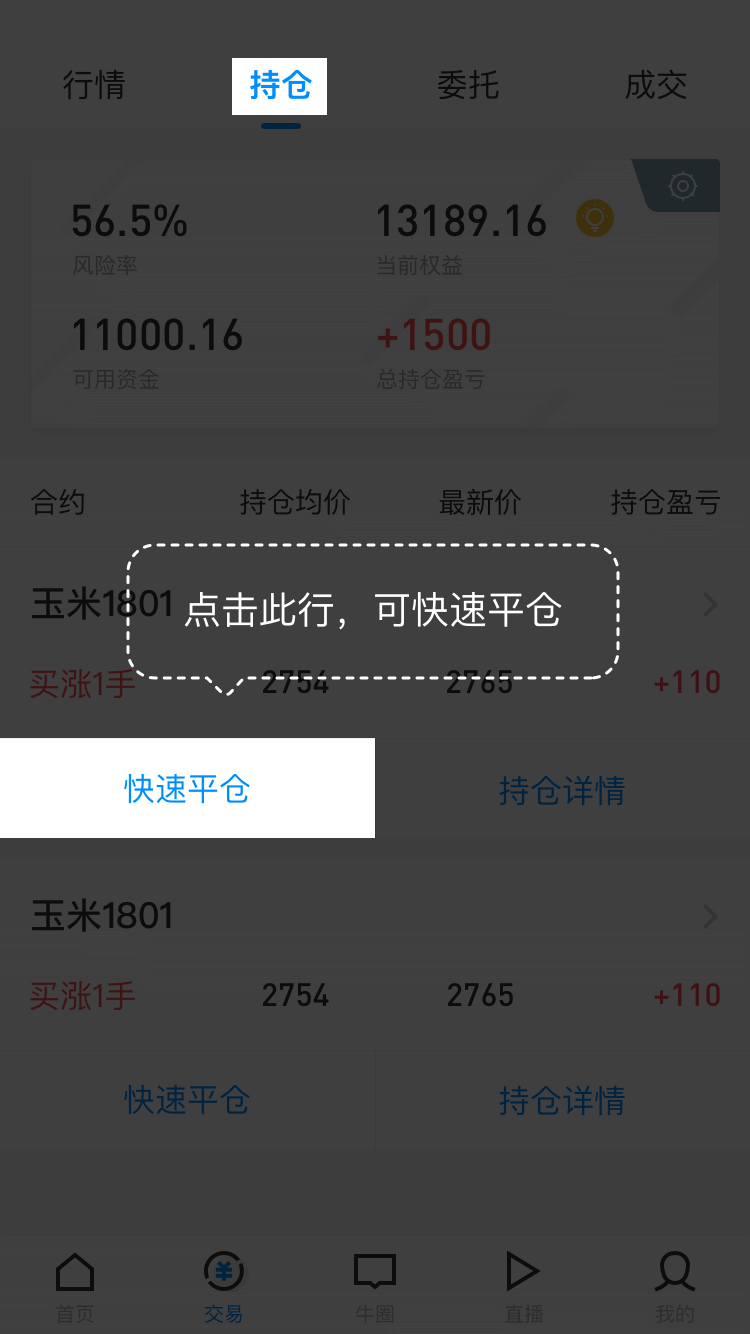 行情 持仓 委托 成交
56.5% 13189.16
风险率 当前权益
11000.16 +1500
可用资金 总持仓盈亏
合约 持仓均价 最新价 持仓盈亏
玉米1801
点击此行，可快速平仓
买涨1手 2754 2765 +110
快速平仓 持仓详情
玉米1801
买涨1手 2754 2765 +110
快速平仓 持仓详情
首页 交易 牛圈 直播 我的